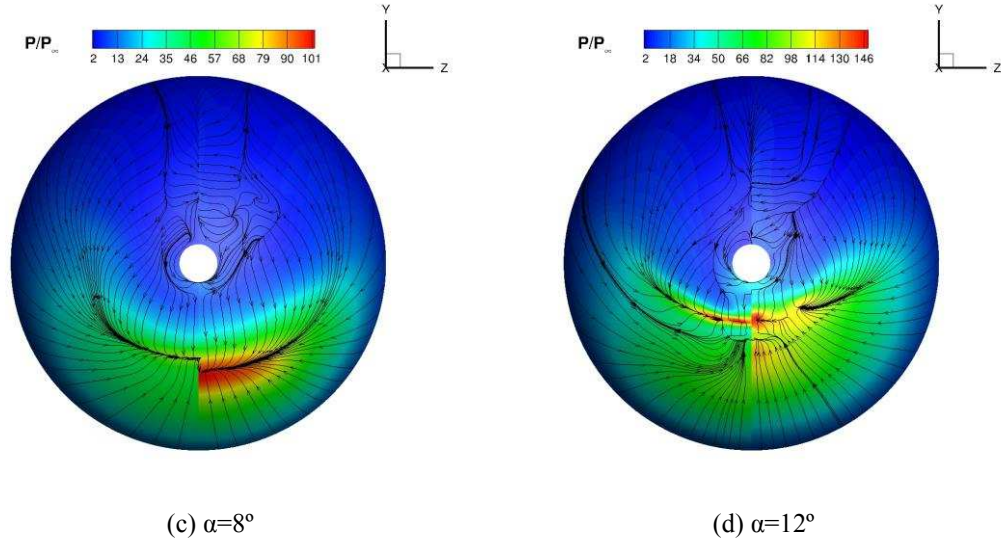 P/P∞
2 13 24 35 46 57 68 79 90 101
Y
X Z
P/P∞
2 18 34 50 66 82 98 114 130 146
Y
X Z
(c) α=8º
(d) α=12º